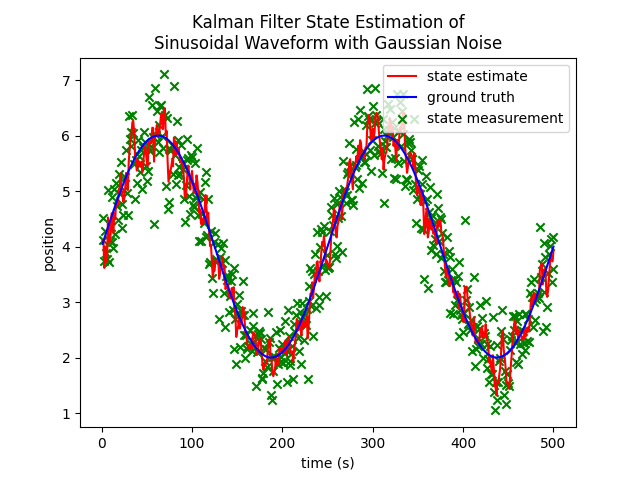 Kalman Filter State Estimation of
Sinusoidal Waveform with Gaussian Noise
state estimate
ground truth
state measurement
position
7
6
5
4
3
2
1
0 100 200 300 400 500
time (s)